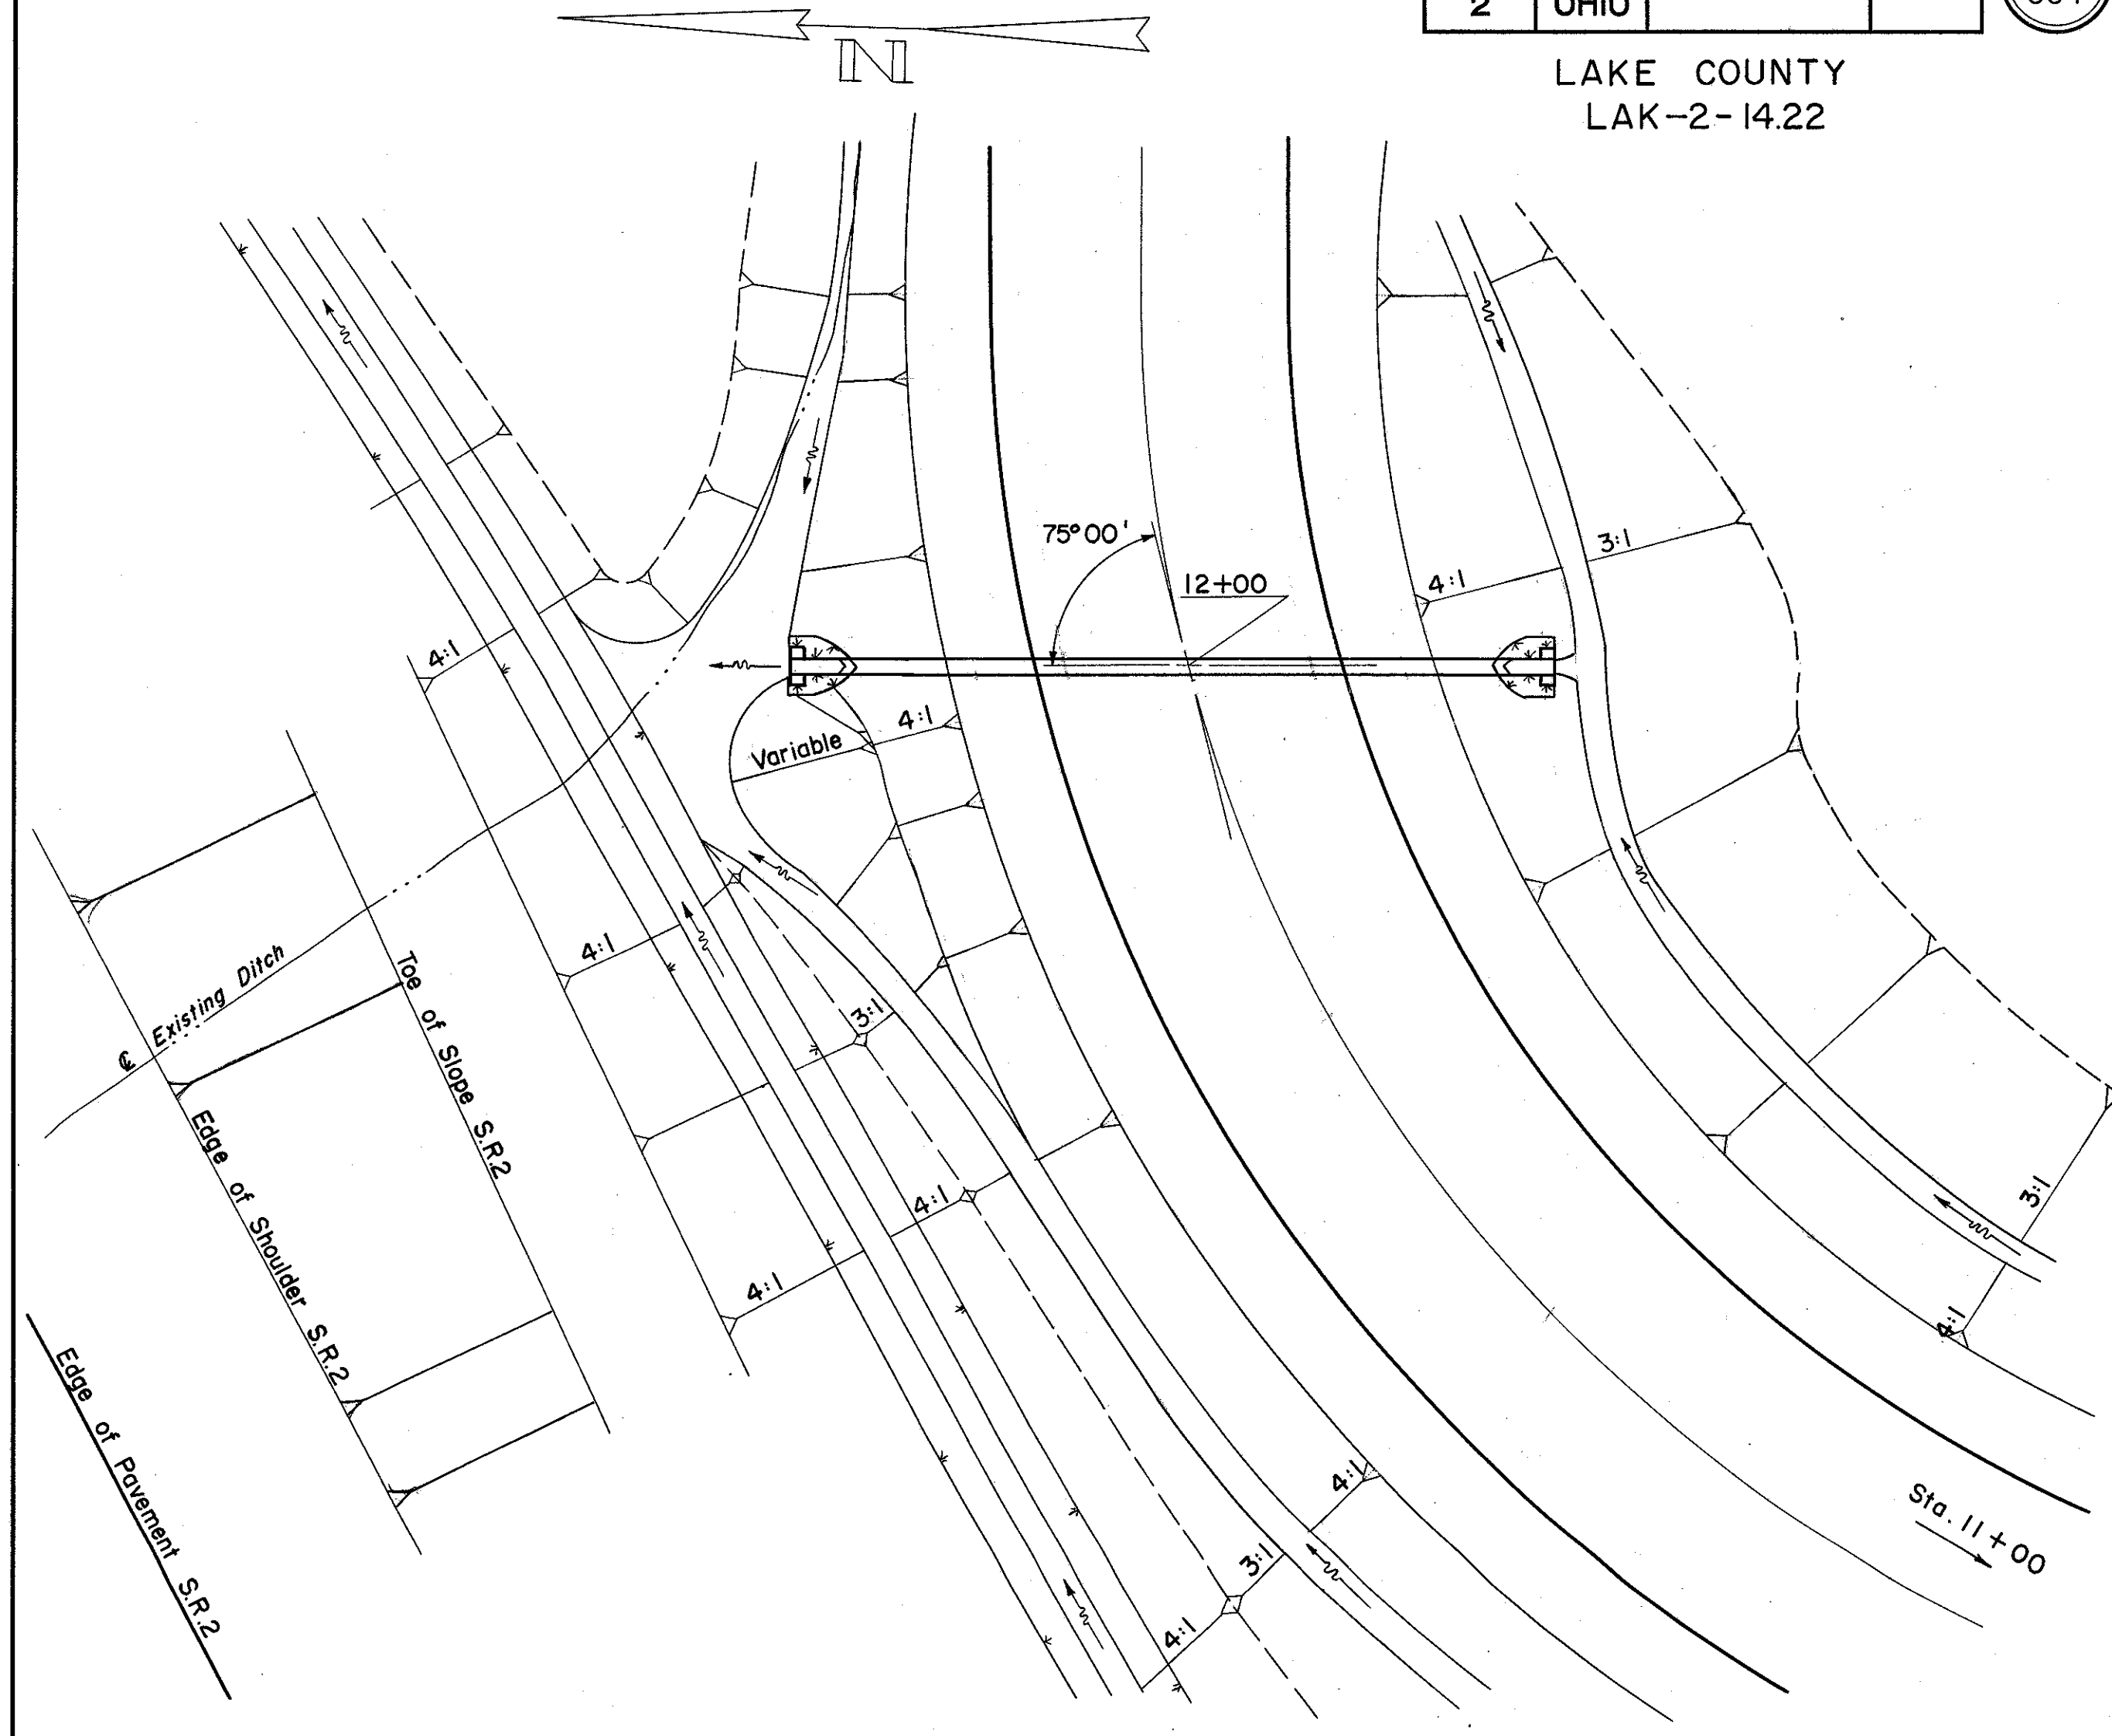 2 OHIO
LAKE COUNTY
LAK-2-14.22
N
75°00'
12+00
3:1
4:1
4:1
4:1
Variable
4:1
℄ Existing Ditch
Toe of Slope S.R.2
3:1
Edge of Shoulder S.R.2
4:1
4:1
3:1
4:1
Edge of Pavement S.R.2
4:1
3:1
4:1
Sta. 11+00